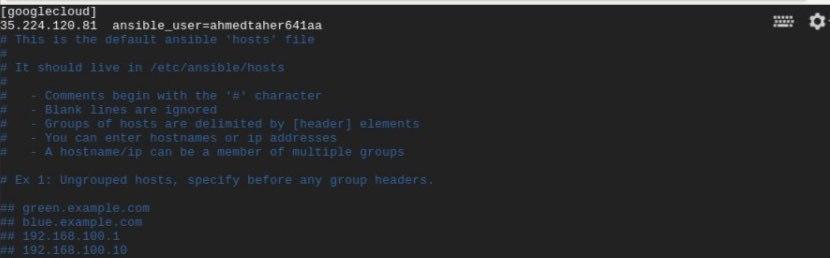 [googlecloud]
35.224.120.81  ansible_user=ahmedtaher641aa
# This is the default ansible 'hosts' file
#
# It should live in /etc/ansible/hosts
#
#   - Comments begin with the '#' character
#   - Blank lines are ignored
#   - Groups of hosts are delimited by [header] elements
#   - You can enter hostnames or ip addresses
#   - A hostname/ip can be a member of multiple groups

# Ex 1: Ungrouped hosts, specify before any group headers.

## green.example.com
## blue.example.com
## 192.168.100.1
## 192.168.100.10